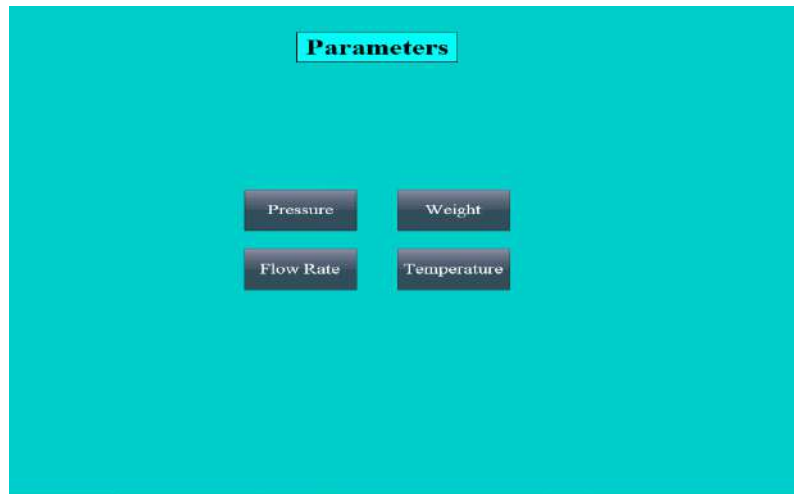 Parameters
Pressure
Weight
Flow Rate
Temperature